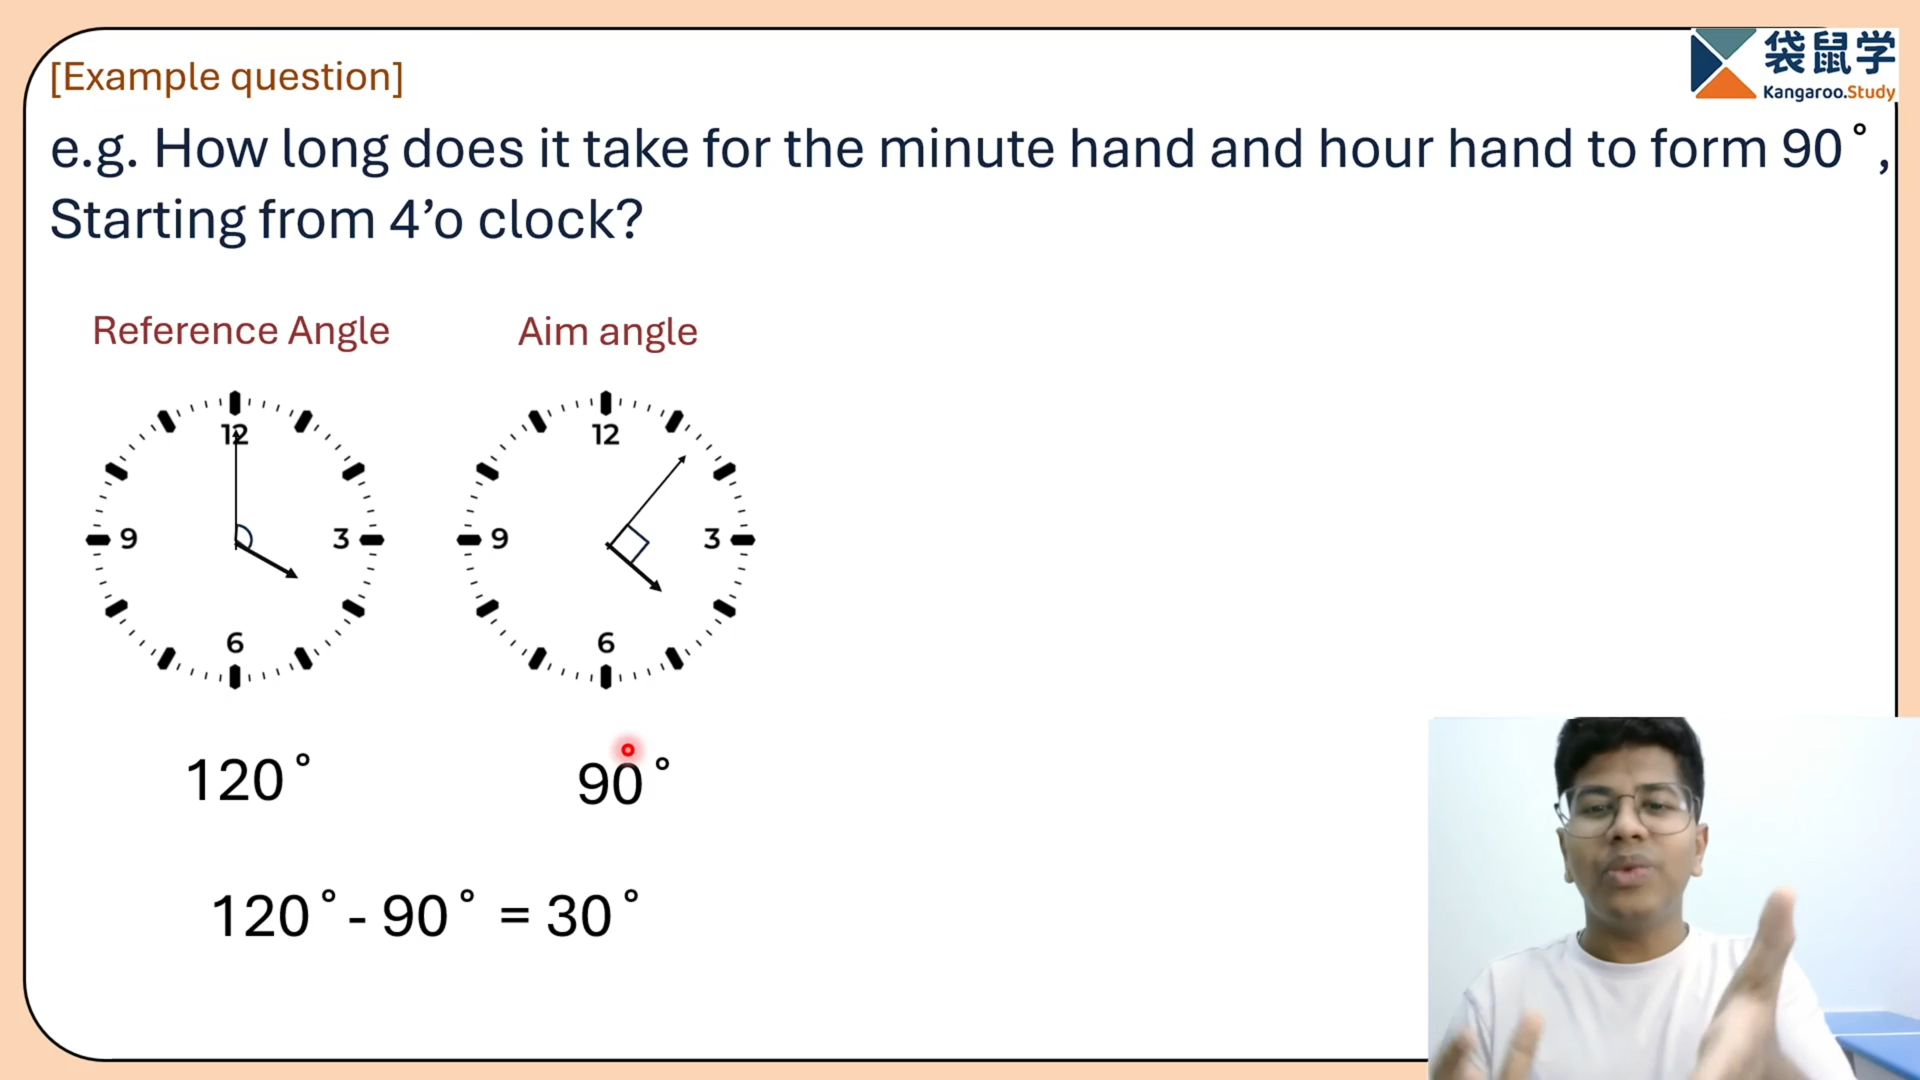 [Example question]
袋鼠学
Kangaroo.Study
e.g. How long does it take for the minute hand and hour hand to form 90°,
Starting from 4’o clock?
Reference Angle
Aim angle
12
3
6
9
12
3
6
9
120°
90°
120° - 90° = 30°